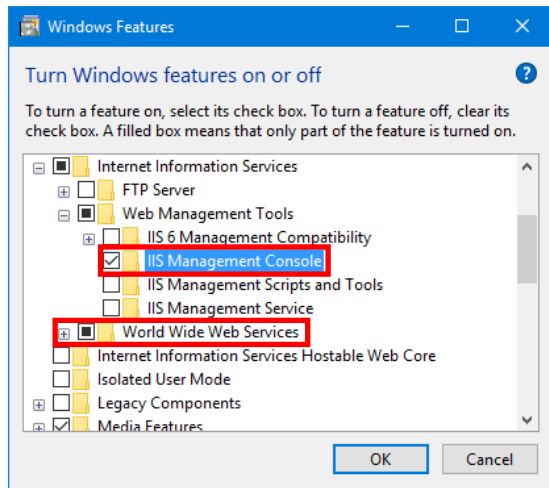 Windows Features
Turn Windows features on or off
?
To turn a feature on, select its check box. To turn a feature off, clear its
check box. A filled box means that only part of the feature is turned on.
Internet Information Services
FTP Server
Web Management Tools
IIS 6 Management Compatibility
IIS Management Console
IIS Management Scripts and Tools
IIS Management Service
World Wide Web Services
Internet Information Services Hostable Web Core
Isolated User Mode
Legacy Components
Media Features
OK
Cancel